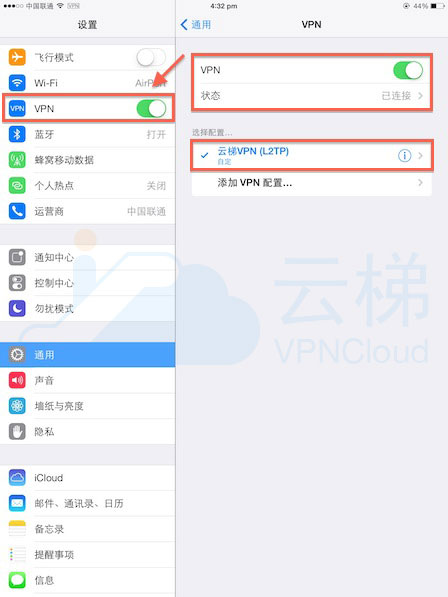 中国联通 VPN
4:32 pm
44%
设置
通用
VPN
飞行模式
Wi-Fi
VPN VPN
蓝牙 打开
蜂窝移动数据
个人热点 关闭
运营商 中国联通
通知中心
控制中心
勿扰模式
通用
声音
墙纸与亮度
隐私
iCloud
邮件、通讯录、日历
备忘录
提醒事项
信息
VPN
状态 已连接
选择配置...
云梯VPN (L2TP)
自定
添加 VPN 配置...
云梯
VPNCloud